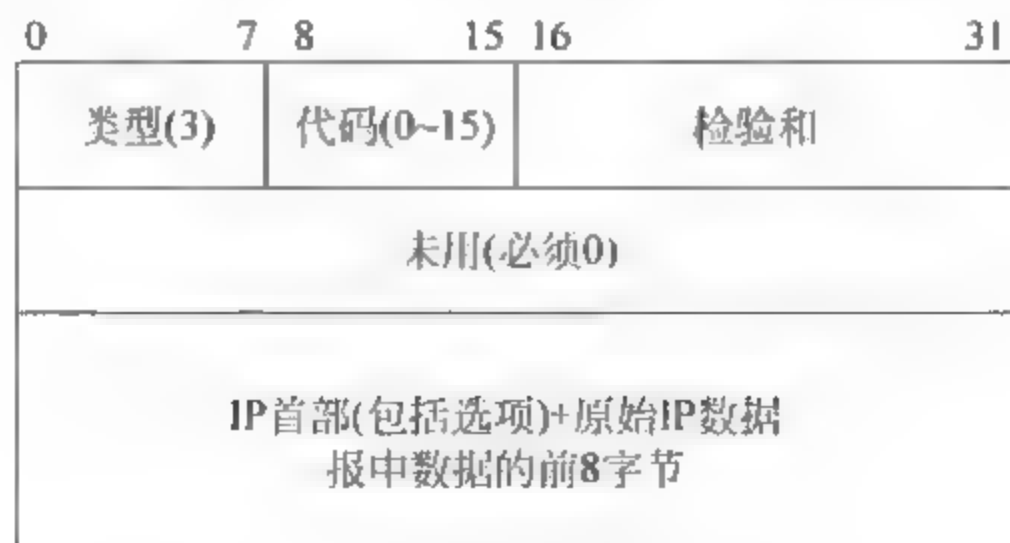 0 7 8 15 16 31
类型(3) 代码(0~15) 检验和
未用(必须0)
IP首部(包括选项)+原始IP数据
报中数据的前8字节